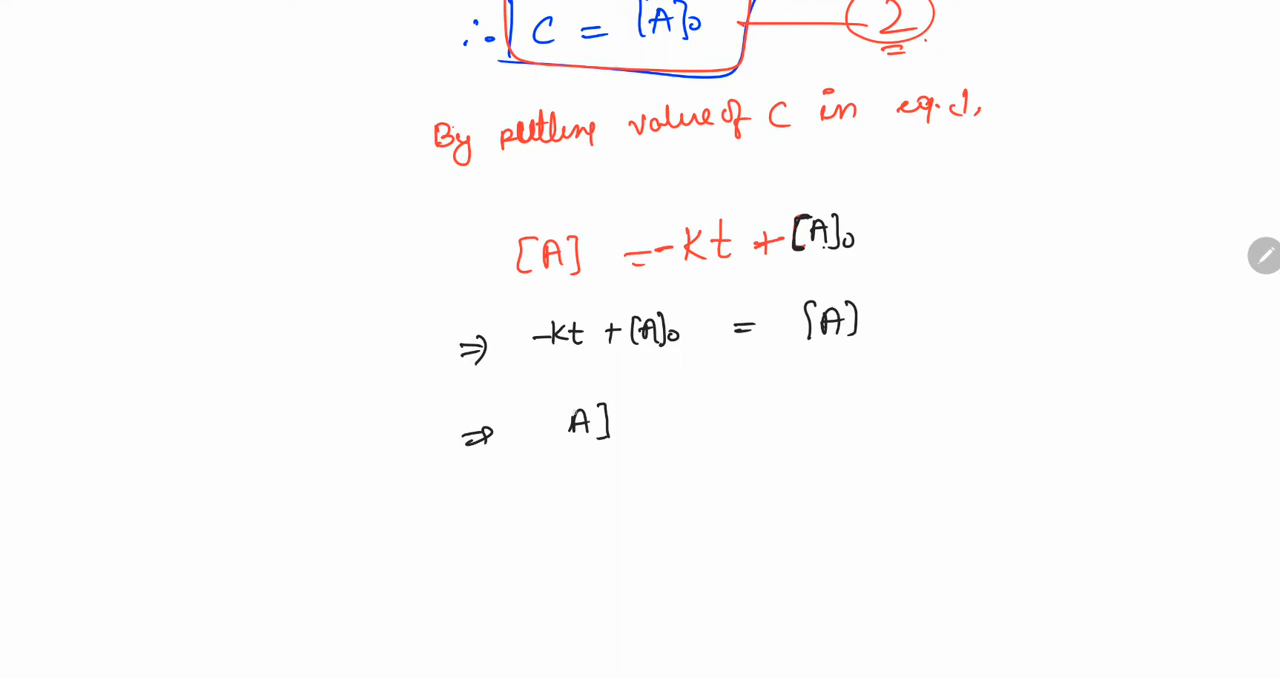 ∴ C = [A]₀ — 2
By putting value of C in eq. 1,
[A] = -kt + [A]₀
⇒ -kt + [A]₀ = [A]
⇒ A]